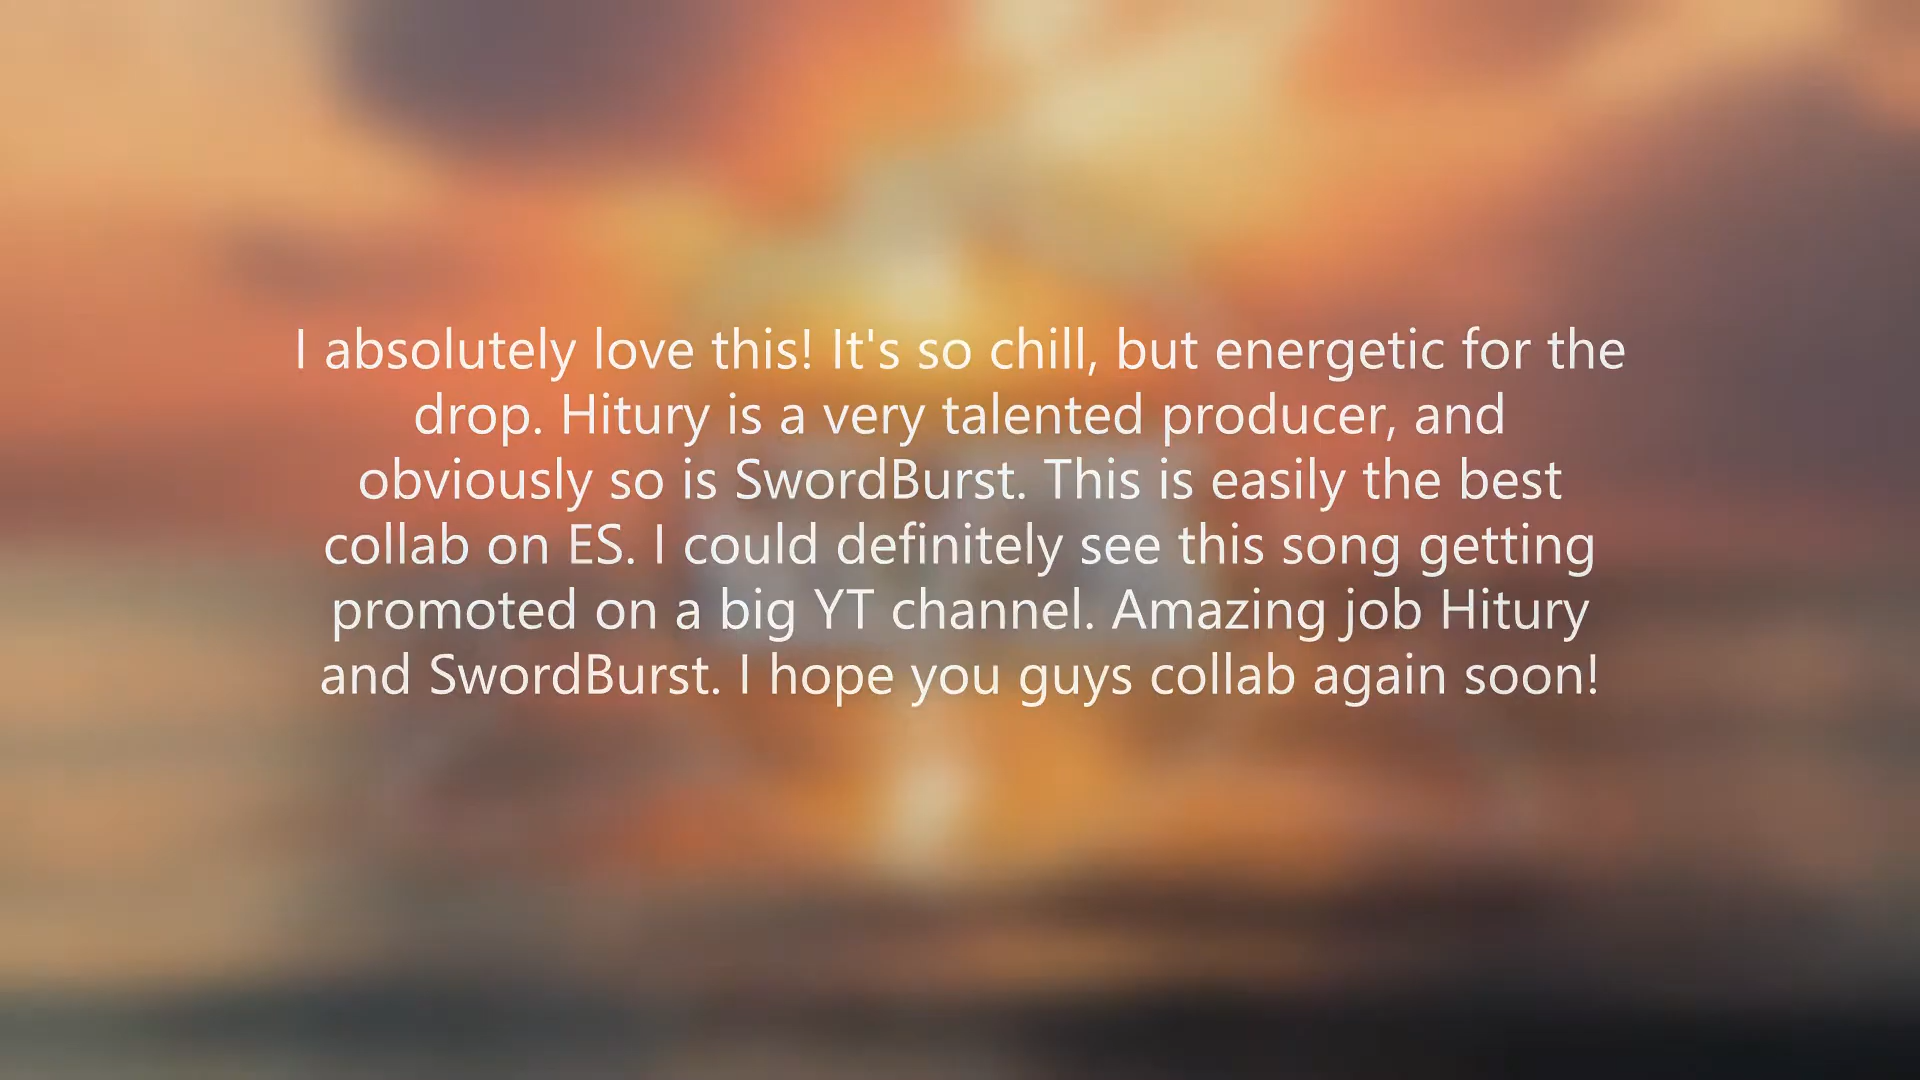 I absolutely love this! It's so chill, but energetic for the
drop. Hitury is a very talented producer, and
obviously so is SwordBurst. This is easily the best
collab on ES. I could definitely see this song getting
promoted on a big YT channel. Amazing job Hitury
and SwordBurst. I hope you guys collab again soon!